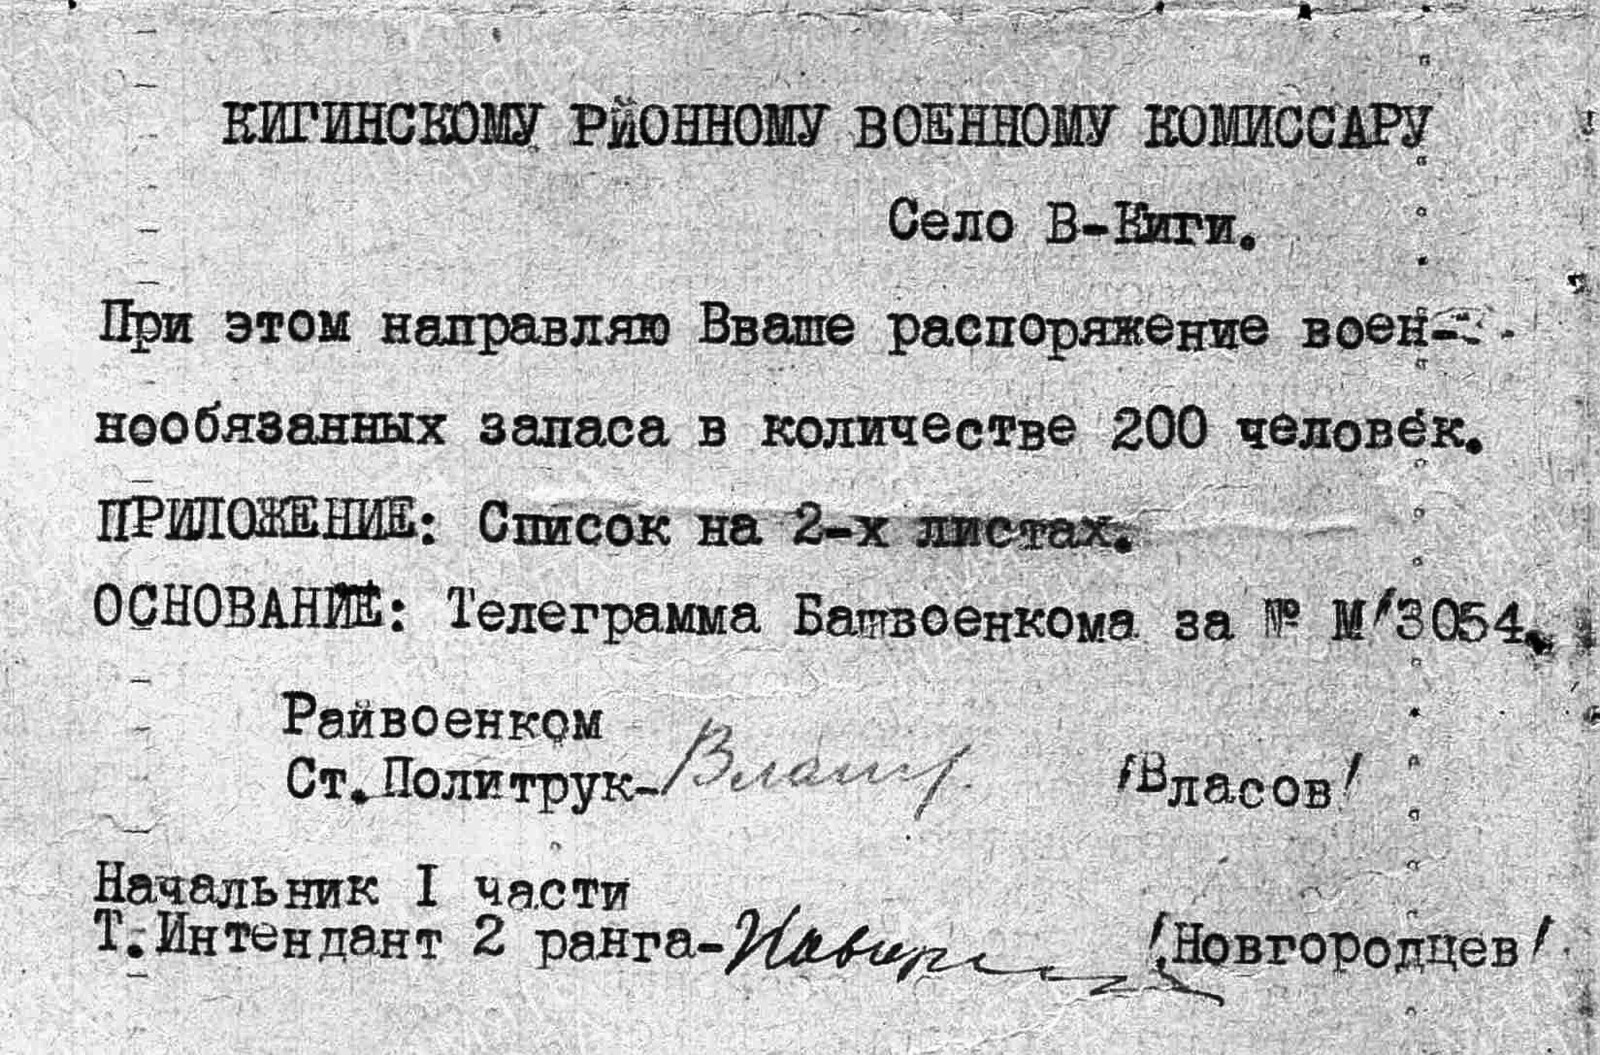 КИГИНСКОМУ РЙОННОМУ ВОЕННОМУ КОМИССАРУ
Село В-Киги.
При этом направляю Вваше распоряжение воен-
нообязанных запаса в количестве 200 человек.
ПРИЛОЖЕНИЕ: Список на 2-х листах.
ОСНОВАНИЕ: Телеграмма Башвоенкома за № М/3054.
Райвоенком
Ст. Политрук- /Власов/
Начальник I части
Т. Интендант 2 ранга- /Новгородцев/